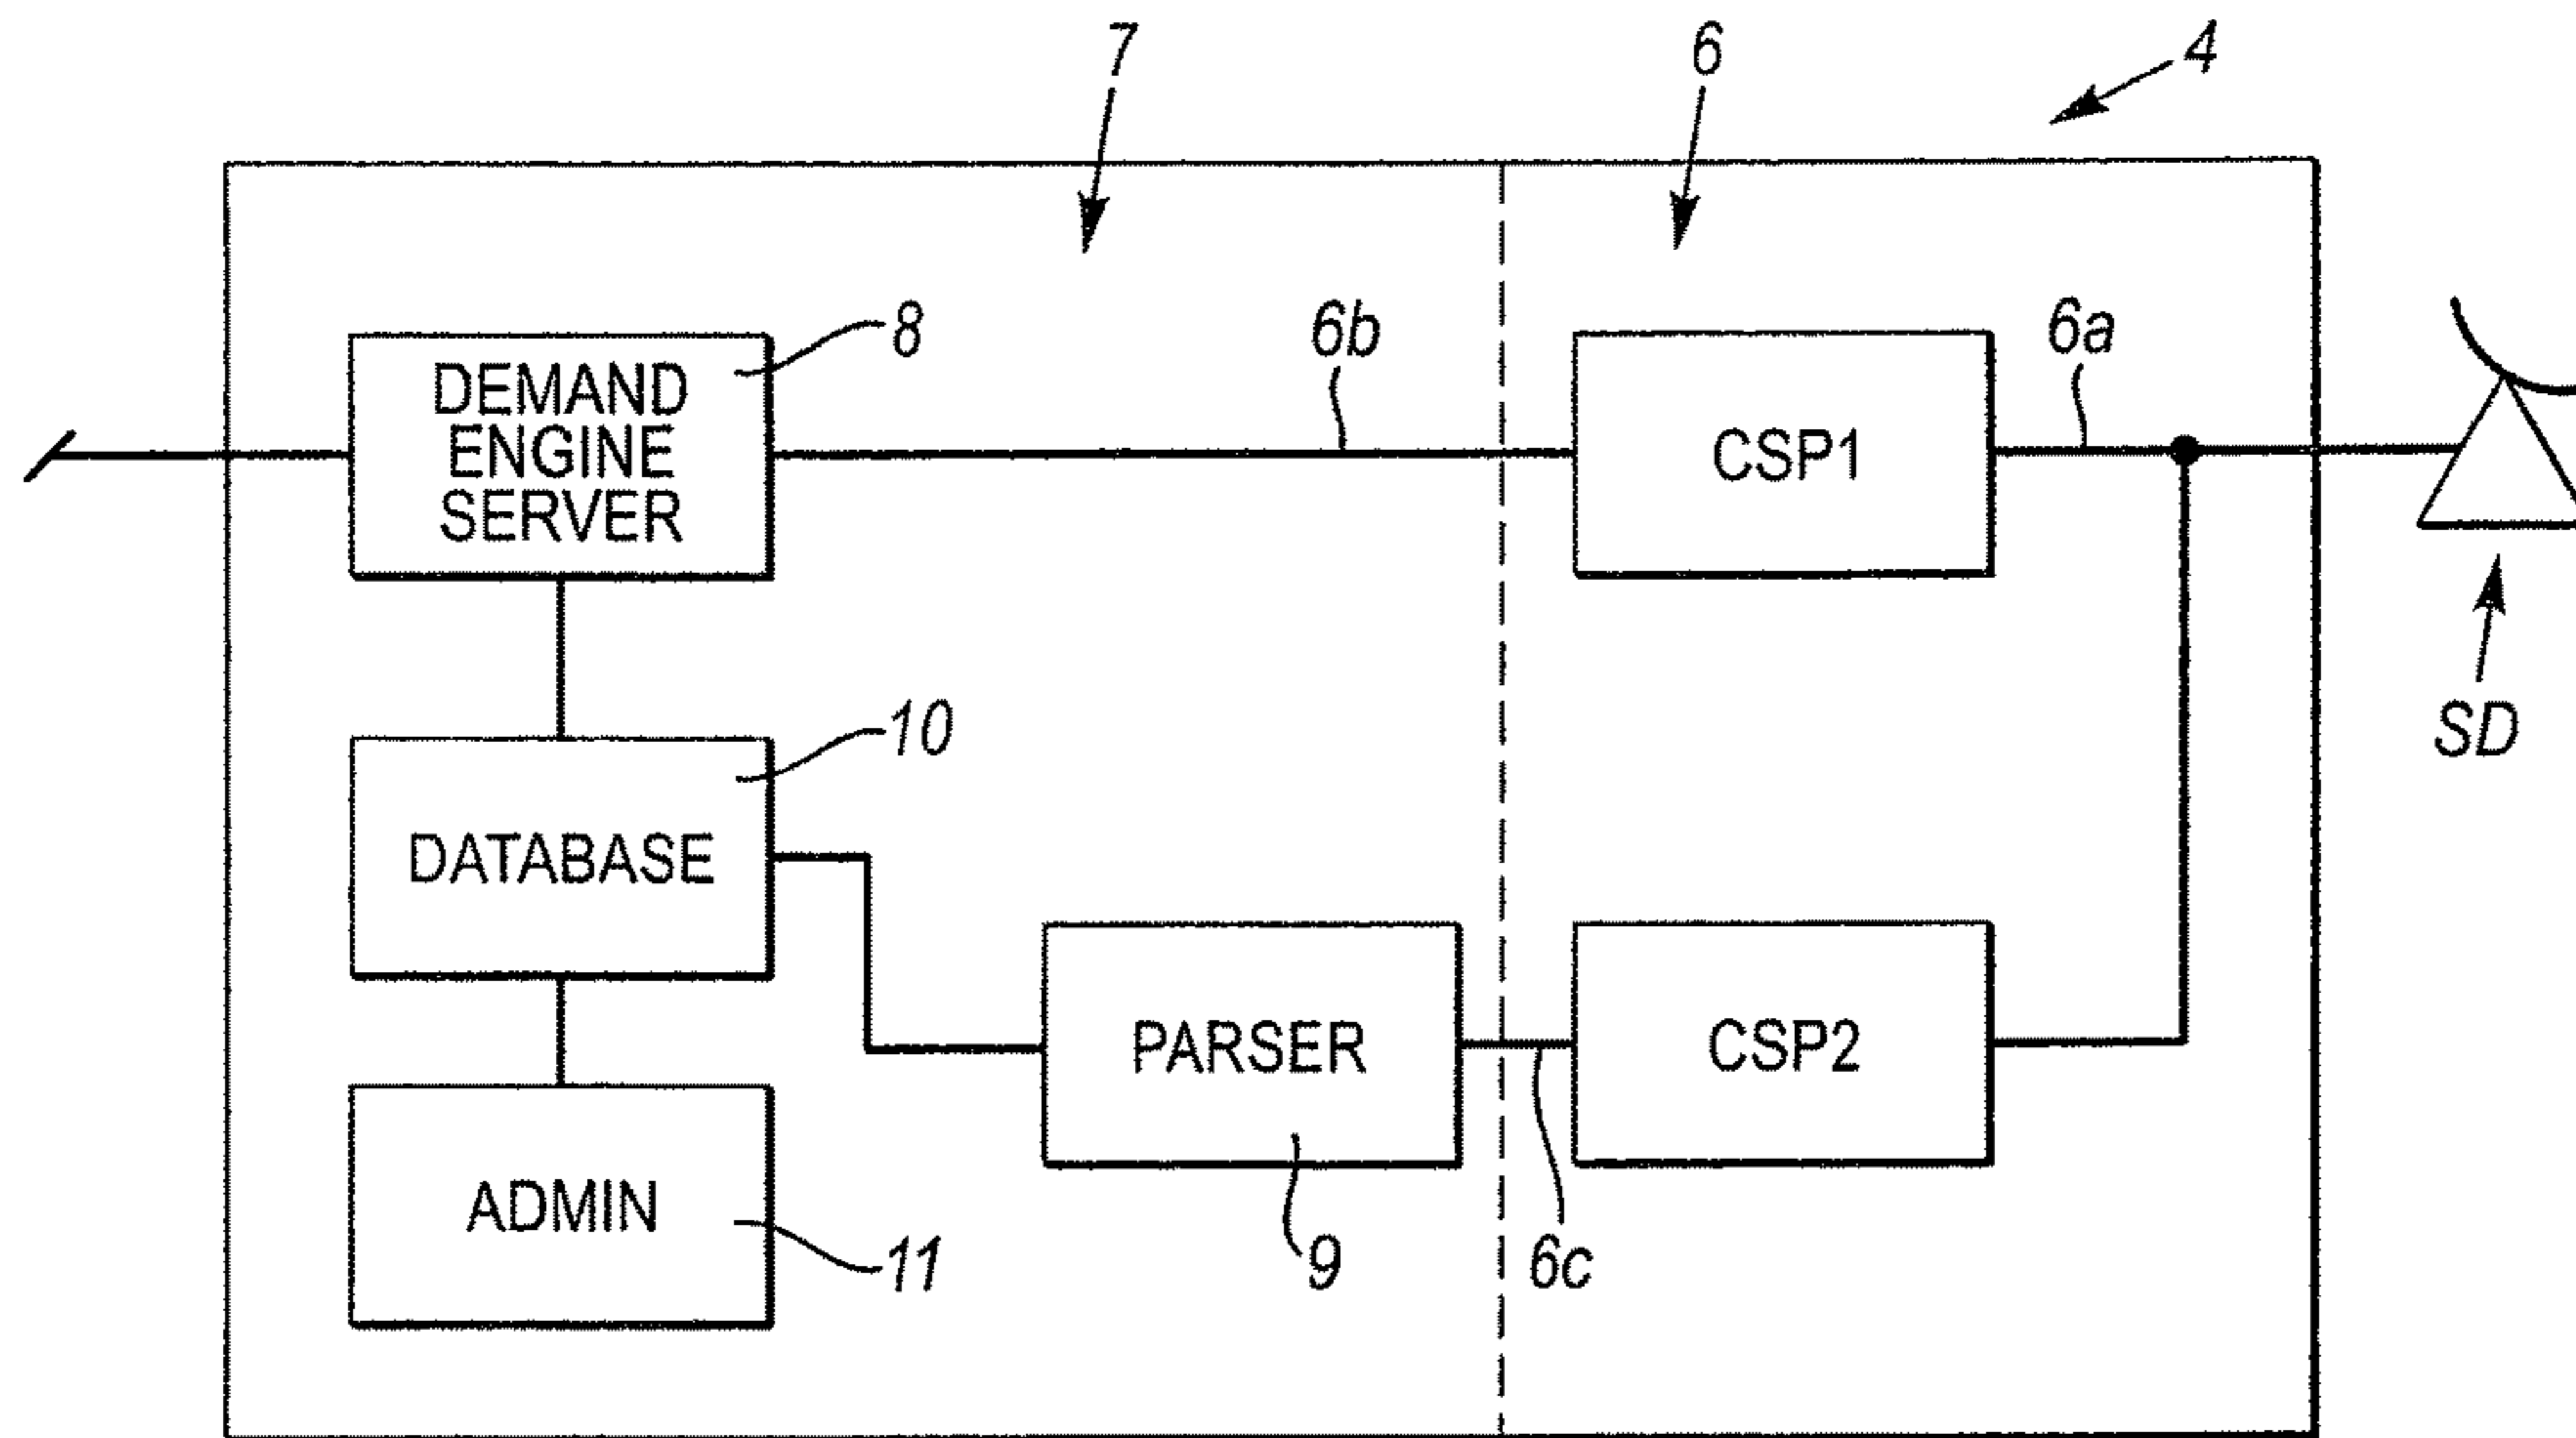 7
6
4
8
6b
6a
DEMAND
ENGINE
SERVER
CSP1
SD
10
DATABASE
PARSER
CSP2
ADMIN
11
9
6c